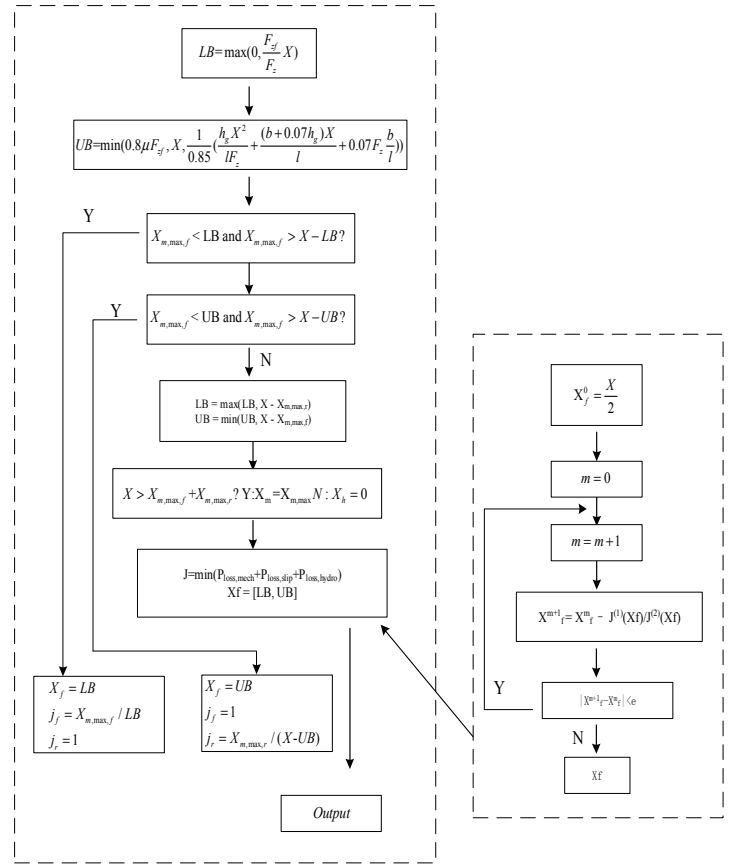 LB=max(0, F_zf/F_z X)
UB=min(0.8μF_zf, X, 1/0.85(h_g X²/lF_z + (b+0.07h_g)X/l + 0.07F_z b/l))
Y
X_m,max,f < LB and X_m,max,f > X − LB?
Y
X_m,max,f < UB and X_m,max,f > X − UB?
N
LB = max(LB, X - X_m,max,r)
UB = min(UB, X - X_m,max,f)
X > X_m,max,f + X_m,max,r? Y:X_m=X_m,max N : X_h = 0
J=min(P_loss,mech+P_loss,slip+P_loss,hydro)
Xf = [LB, UB]
X_f = LB
j_f = X_m,max,f / LB
j_r = 1
X_f = UB
j_f = 1
j_r = X_m,max,r / (X-UB)
Output
X_f^0 = X/2
m = 0
m = m+1
X^m+1_f = X^m_f - J^(1)(Xf)/J^(2)(Xf)
Y
|X^m+1_f-X^m_f|<e
N
Xf